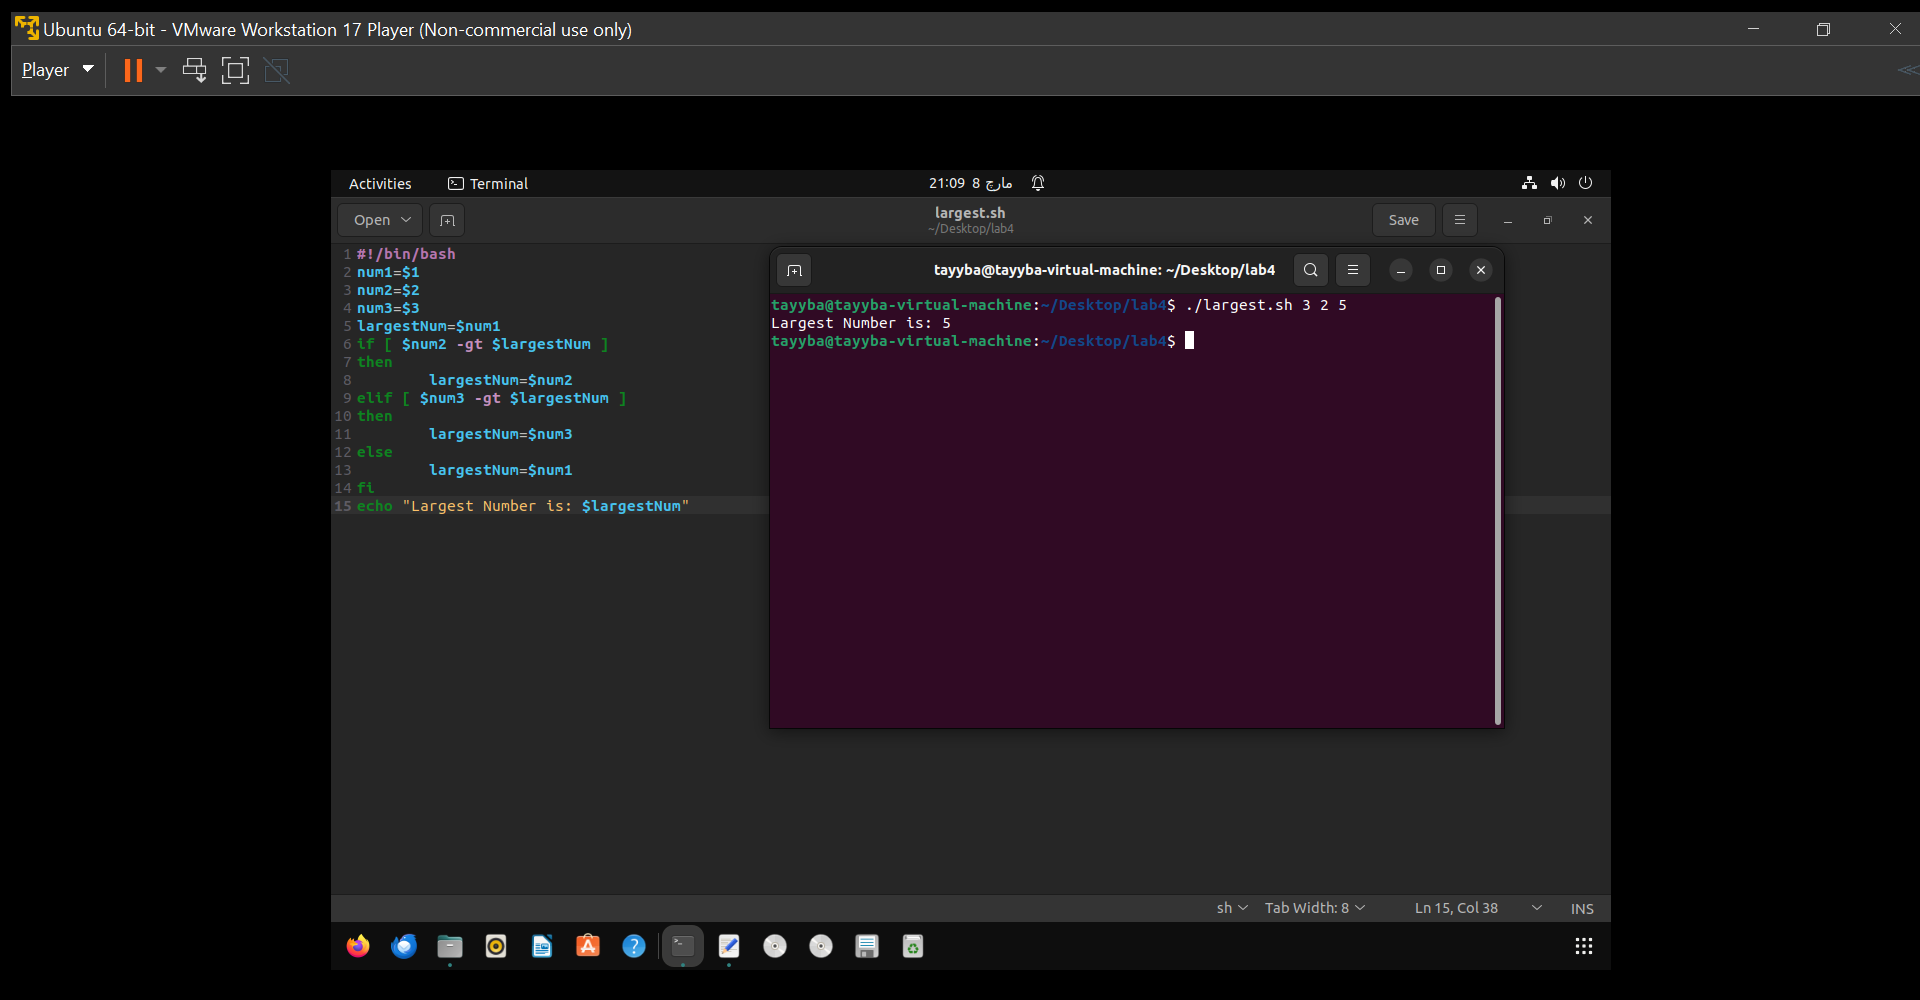 Ubuntu 64-bit - VMware Workstation 17 Player (Non-commercial use only)
Player
Activities
Terminal
21:09 8 مارچ
Open
largest.sh
~/Desktop/lab4
Save
1 #!/bin/bash
2 num1=$1
3 num2=$2
4 num3=$3
5 largestNum=$num1
6 if [ $num2 -gt $largestNum ]
7 then
8         largestNum=$num2
9 elif [ $num3 -gt $largestNum ]
10 then
11         largestNum=$num3
12 else
13         largestNum=$num1
14 fi
15 echo "Largest Number is: $largestNum"
tayyba@tayyba-virtual-machine: ~/Desktop/lab4
tayyba@tayyba-virtual-machine:~/Desktop/lab4$ ./largest.sh 3 2 5
Largest Number is: 5
tayyba@tayyba-virtual-machine:~/Desktop/lab4$
sh Tab Width: 8 Ln 15, Col 38 INS